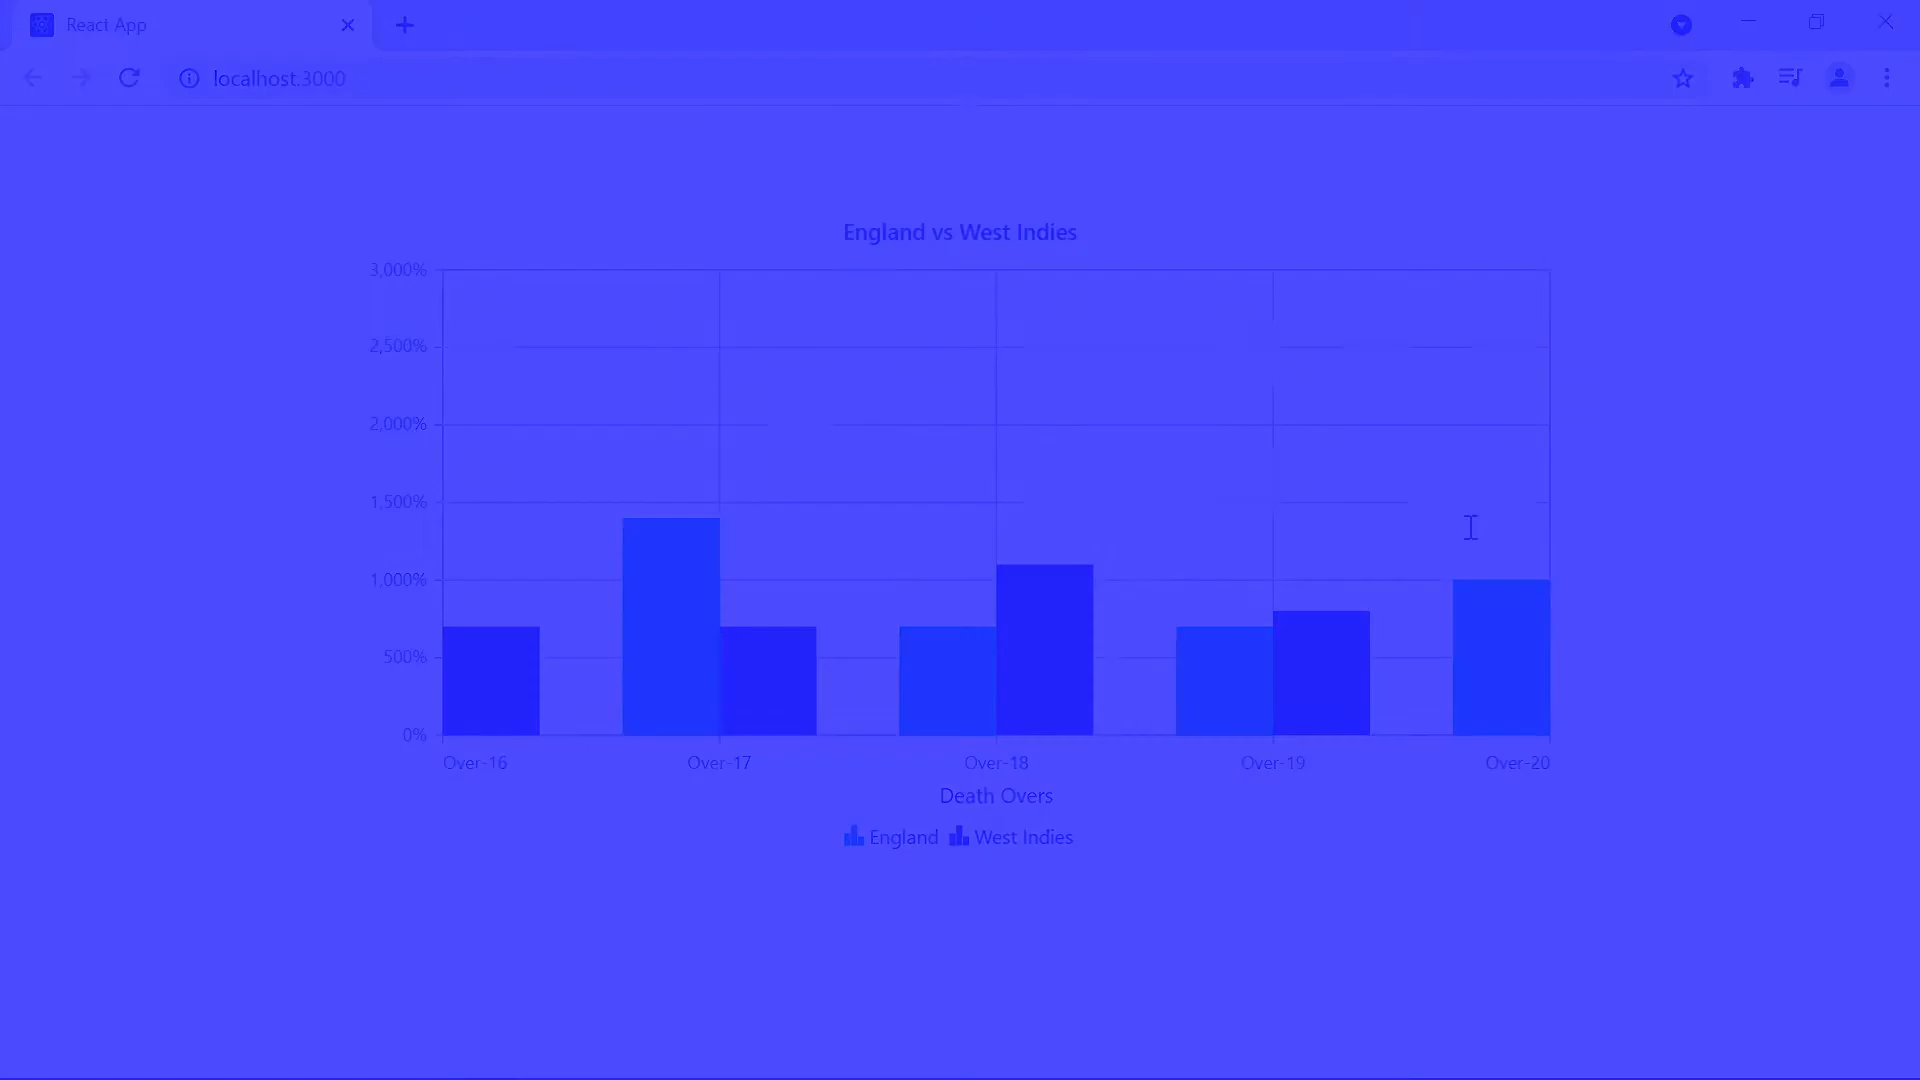 React App
localhost:3000
England vs West Indies
3,000%
2,500%
2,000%
1,500%
1,000%
500%
0%
Over-16 Over-17 Over-18 Over-19 Over-20
Death Overs
England West Indies